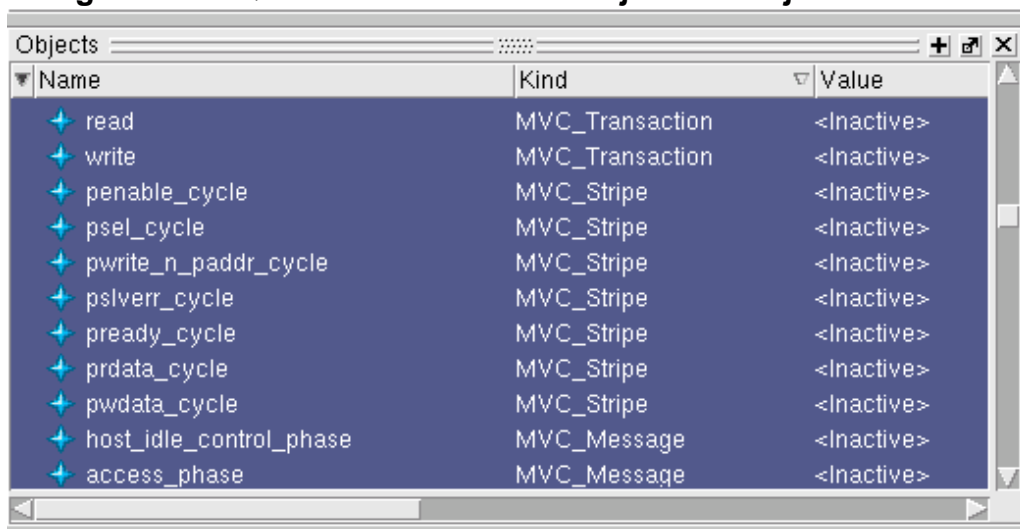 Objects
Name Kind Value
read MVC_Transaction <Inactive>
write MVC_Transaction <Inactive>
penable_cycle MVC_Stripe <Inactive>
psel_cycle MVC_Stripe <Inactive>
pwrite_n_paddr_cycle MVC_Stripe <Inactive>
pslverr_cycle MVC_Stripe <Inactive>
pready_cycle MVC_Stripe <Inactive>
prdata_cycle MVC_Stripe <Inactive>
pwdata_cycle MVC_Stripe <Inactive>
host_idle_control_phase MVC_Message <Inactive>
access_phase MVC_Message <Inactive>